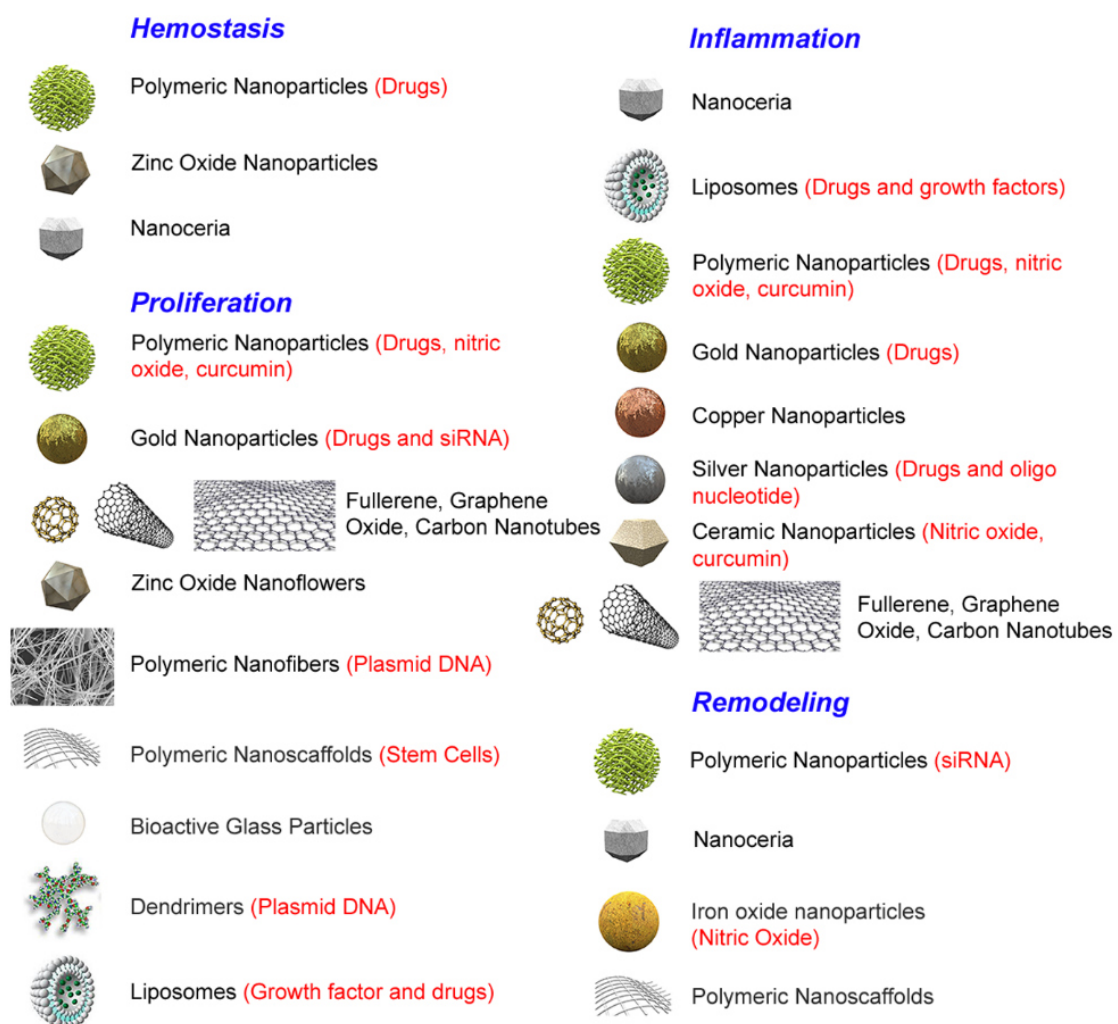 Hemostasis
Polymeric Nanoparticles (Drugs)
Zinc Oxide Nanoparticles
Nanoceria
Proliferation
Polymeric Nanoparticles (Drugs, nitric
oxide, curcumin)
Gold Nanoparticles (Drugs and siRNA)
Fullerene, Graphene
Oxide, Carbon Nanotubes
Zinc Oxide Nanoflowers
Polymeric Nanofibers (Plasmid DNA)
Polymeric Nanoscaffolds (Stem Cells)
Bioactive Glass Particles
Dendrimers (Plasmid DNA)
Liposomes (Growth factor and drugs)
Inflammation
Nanoceria
Liposomes (Drugs and growth factors)
Polymeric Nanoparticles (Drugs, nitric
oxide, curcumin)
Gold Nanoparticles (Drugs)
Copper Nanoparticles
Silver Nanoparticles (Drugs and oligo
nucleotide)
Ceramic Nanoparticles (Nitric oxide,
curcumin)
Fullerene, Graphene
Oxide, Carbon Nanotubes
Remodeling
Polymeric Nanoparticles (siRNA)
Nanoceria
Iron oxide nanoparticles
(Nitric Oxide)
Polymeric Nanoscaffolds